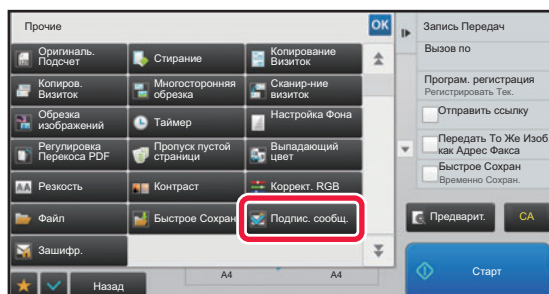 Прочие
OK
Оригиналь.
Подсчет
Стирание
Копирование
Визиток
Копиров.
Визиток
Многосторонняя
обрезка
Сканир-ние
визиток
Обрезка
изображений
Таймер
Настройка Фона
Регулировка
Перекоса PDF
Пропуск пустой
страници
Выпадающий
цвет
AA Резкость
Контраст
Коррект. RGB
Файл
Быстрое Сохран
Подпис. сообщ.
Зашифр.
Назад
A4
A4
Запись Передач
Вызов по
Програм. регистрация
Регистрировать Тек.
Отправить ссылку
Передать То Же Изоб.
как Адрес Факса
Быстрое Сохран
Временно Сохран.
Предварит.
CA
Старт